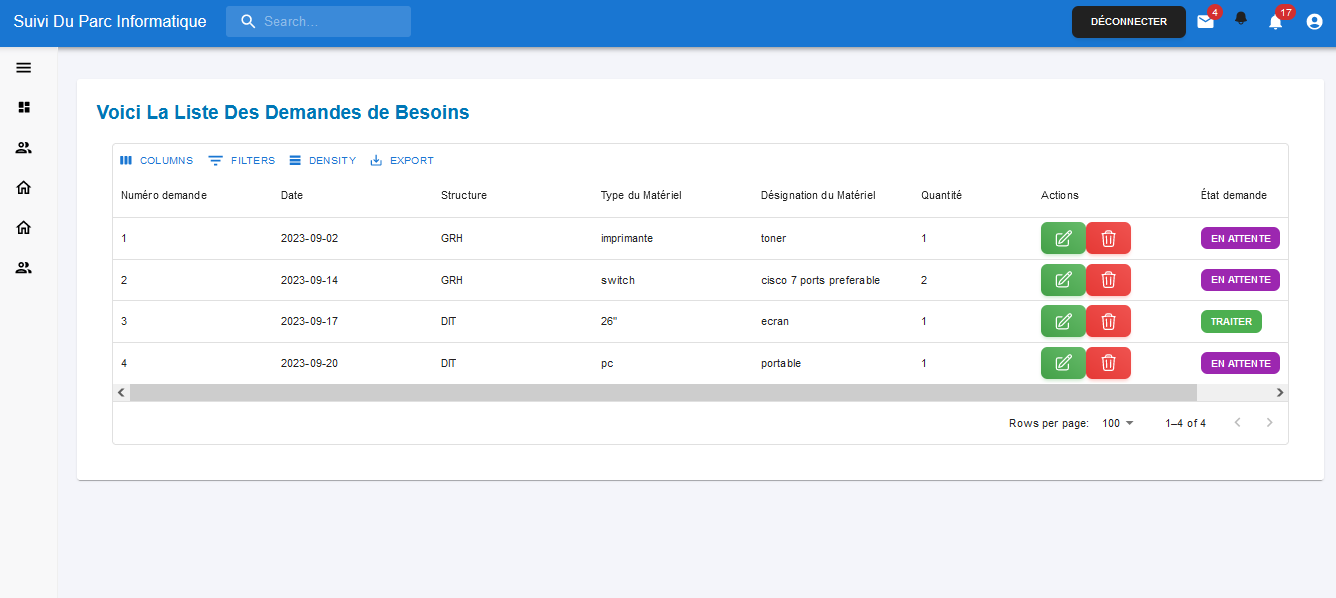 Suivi Du Parc Informatique Search... DÉCONNECTER 4 17
Voici La Liste Des Demandes de Besoins
COLUMNS FILTERS DENSITY EXPORT
Numéro demande Date Structure Type du Matériel Désignation du Matériel Quantité Actions État demande
1 2023-09-02 GRH imprimante toner 1 EN ATTENTE
2 2023-09-14 GRH switch cisco 7 ports preferable 2 EN ATTENTE
3 2023-09-17 DIT 26" ecran 1 TRAITER
4 2023-09-20 DIT pc portable 1 EN ATTENTE
Rows per page: 100 1–4 of 4